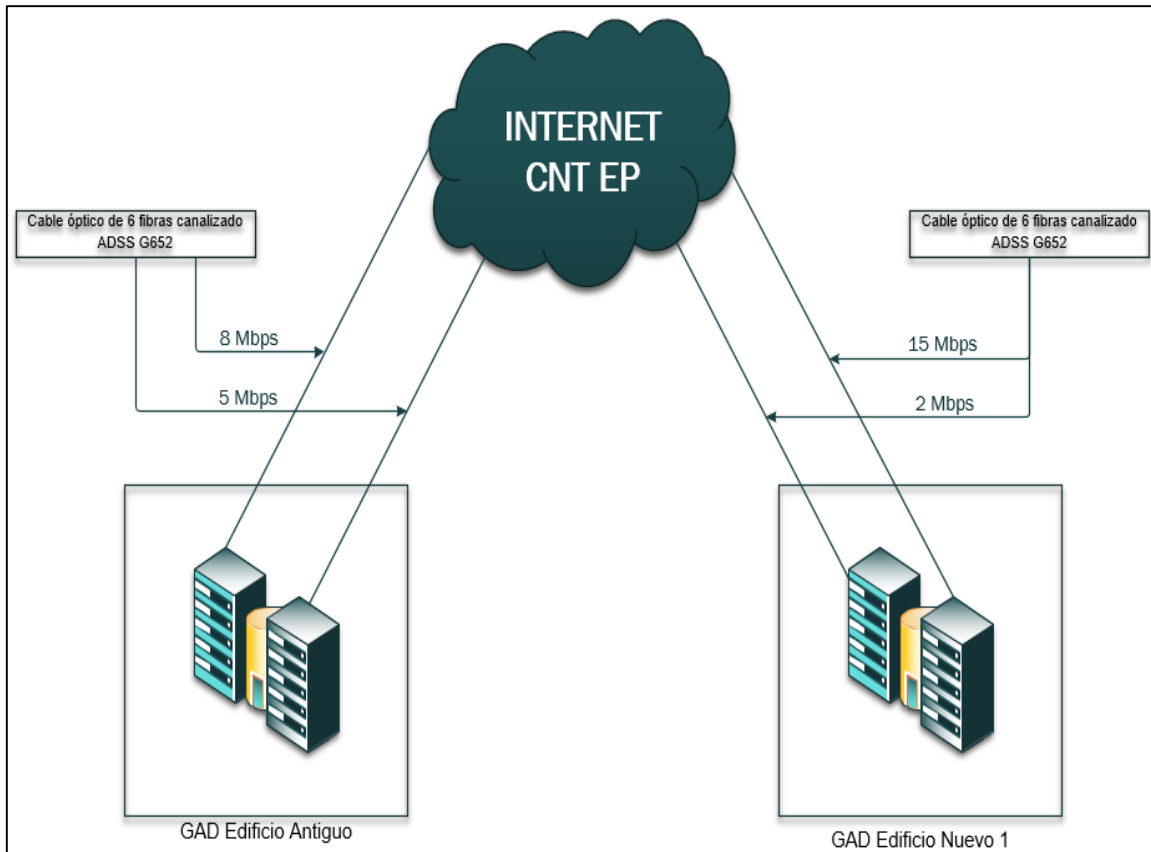 INTERNET
CNT EP
Cable óptico de 6 fibras canalizado
ADSS G652
Cable óptico de 6 fibras canalizado
ADSS G652
8 Mbps
15 Mbps
5 Mbps
2 Mbps
GAD Edificio Antiguo
GAD Edificio Nuevo 1